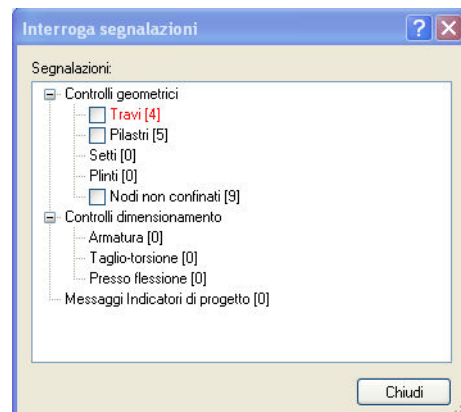 Interroga segnalazioni
Segnalazioni:
Controlli geometrici
Travi [4]
Pilastri [5]
Setti [0]
Plinti [0]
Nodi non confinati [9]
Controlli dimensionamento
Armatura [0]
Taglio-torsione [0]
Presso flessione [0]
Messaggi Indicatori di progetto [0]
Chiudi